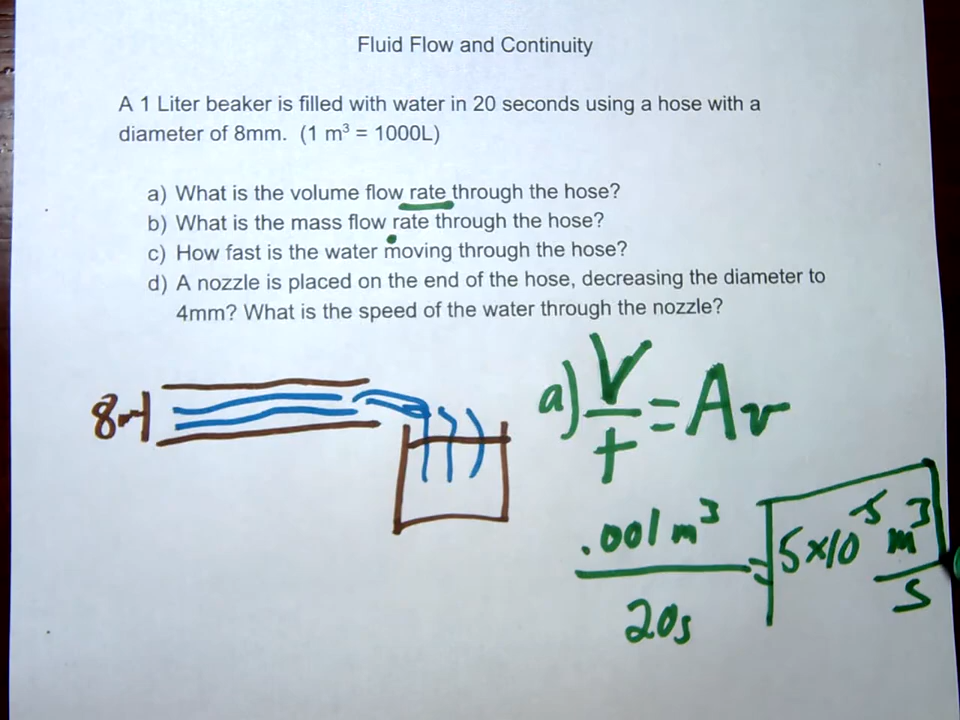 Fluid Flow and Continuity
A 1 Liter beaker is filled with water in 20 seconds using a hose with a
diameter of 8mm. (1 m³ = 1000L)
a) What is the volume flow rate through the hose?
b) What is the mass flow rate through the hose?
c) How fast is the water moving through the hose?
d) A nozzle is placed on the end of the hose, decreasing the diameter to
4mm? What is the speed of the water through the nozzle?
a) V/t = Av
.001 m³ / 20s = 5×10⁻⁵ m³/s